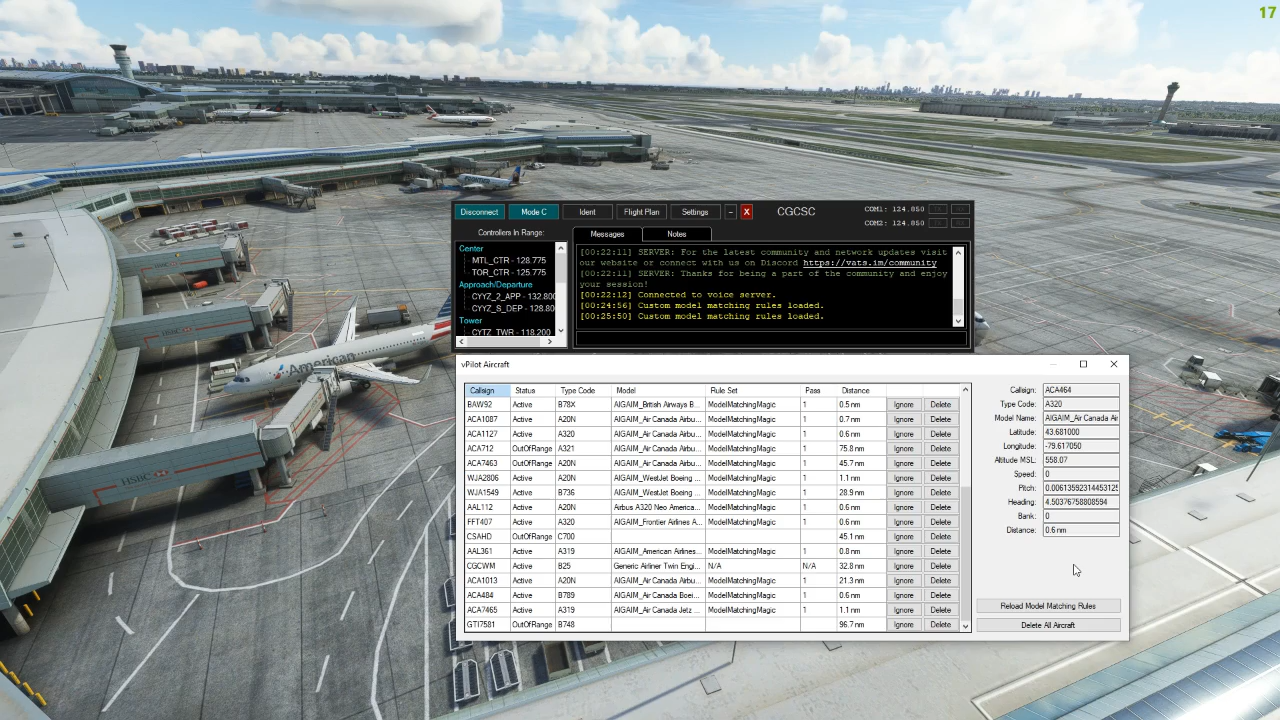 17
Disconnect Mode C Ident Flight Plan Settings – X CGCSC COM1: 124.850 TX RX
COM2: 124.850 TX RX
Controllers In Range:
Messages Notes
Center
MTL_CTR - 128.775
TOR_CTR - 125.775
Approach/Departure
CYYZ_2_APP - 132.800
CYYZ_S_DEP - 128.80
Tower
CYTZ_TWR - 118.200
[00:22:11] SERVER: For the latest community and network updates visit
our website or connect with us on Discord https://vats.im/community
[00:22:11] SERVER: Thanks for being a part of the community and enjoy
your session!
[00:22:12] Connected to voice server.
[00:24:56] Custom model matching rules loaded.
[00:25:50] Custom model matching rules loaded.
American
HSBC
HSBC
HSBC
vPilot Aircraft
Callsign Status Type Code Model Rule Set Pass Distance
BAW92 Active B78X AIGAIM_British Airways B... ModelMatchingMagic 1 0.5 nm Ignore Delete
ACA1087 Active A20N AIGAIM_Air Canada Airbu... ModelMatchingMagic 1 0.7 nm Ignore Delete
ACA1127 Active A320 AIGAIM_Air Canada Airbu... ModelMatchingMagic 1 0.6 nm Ignore Delete
ACA712 OutOfRange A321 AIGAIM_Air Canada Airbu... ModelMatchingMagic 1 75.8 nm Ignore Delete
ACA7463 OutOfRange A20N AIGAIM_Air Canada Airbu... ModelMatchingMagic 1 45.7 nm Ignore Delete
WJA2806 Active A20N AIGAIM_WestJet Boeing ... ModelMatchingMagic 1 1.1 nm Ignore Delete
WJA1549 Active B736 AIGAIM_WestJet Boeing ... ModelMatchingMagic 1 28.9 nm Ignore Delete
AAL112 Active A20N Airbus A320 Neo America... ModelMatchingMagic 1 0.6 nm Ignore Delete
FFT407 Active A320 AIGAIM_Frontier Airlines A... ModelMatchingMagic 1 0.6 nm Ignore Delete
CSAHD OutOfRange C700 45.1 nm Ignore Delete
AAL361 Active A319 AIGAIM_American Airlines... ModelMatchingMagic 1 0.8 nm Ignore Delete
CGCWM Active B25 Generic Airliner Twin Engi... N/A N/A 32.8 nm Ignore Delete
ACA1013 Active A20N AIGAIM_Air Canada Airbu... ModelMatchingMagic 1 21.3 nm Ignore Delete
ACA484 Active B789 AIGAIM_Air Canada Boei... ModelMatchingMagic 1 0.6 nm Ignore Delete
ACA7465 Active A319 AIGAIM_Air Canada Jetz ... ModelMatchingMagic 1 1.1 nm Ignore Delete
GTI7581 OutOfRange B748 96.7 nm Ignore Delete
Callsign: ACA464
Type Code: A320
Model Name: AIGAIM_Air Canada Air
Latitude: 43.681000
Longitude: -79.617050
Altitude MSL: 558.07
Speed: 0
Pitch: 0.00613592314453125
Heading: 4.50376758808594
Bank: 0
Distance: 0.6 nm
Reload Model Matching Rules
Delete All Aircraft